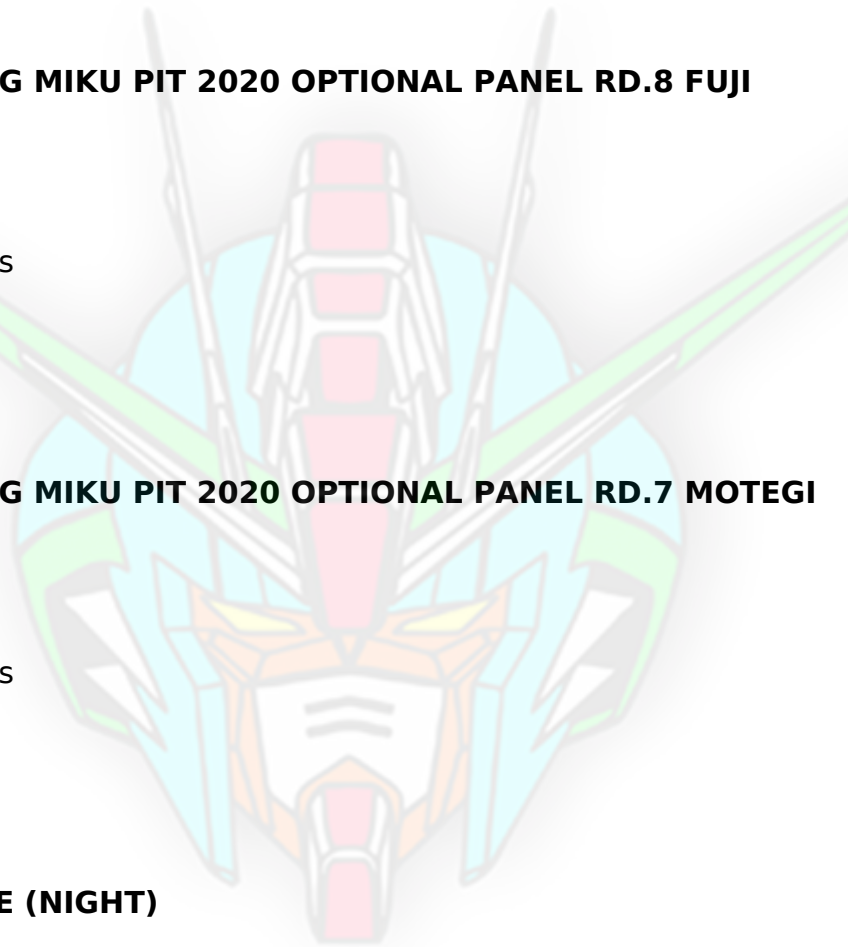 G MIKU PIT 2020 OPTIONAL PANEL RD.8 FUJI
s
G MIKU PIT 2020 OPTIONAL PANEL RD.7 MOTEGI
s
E (NIGHT)